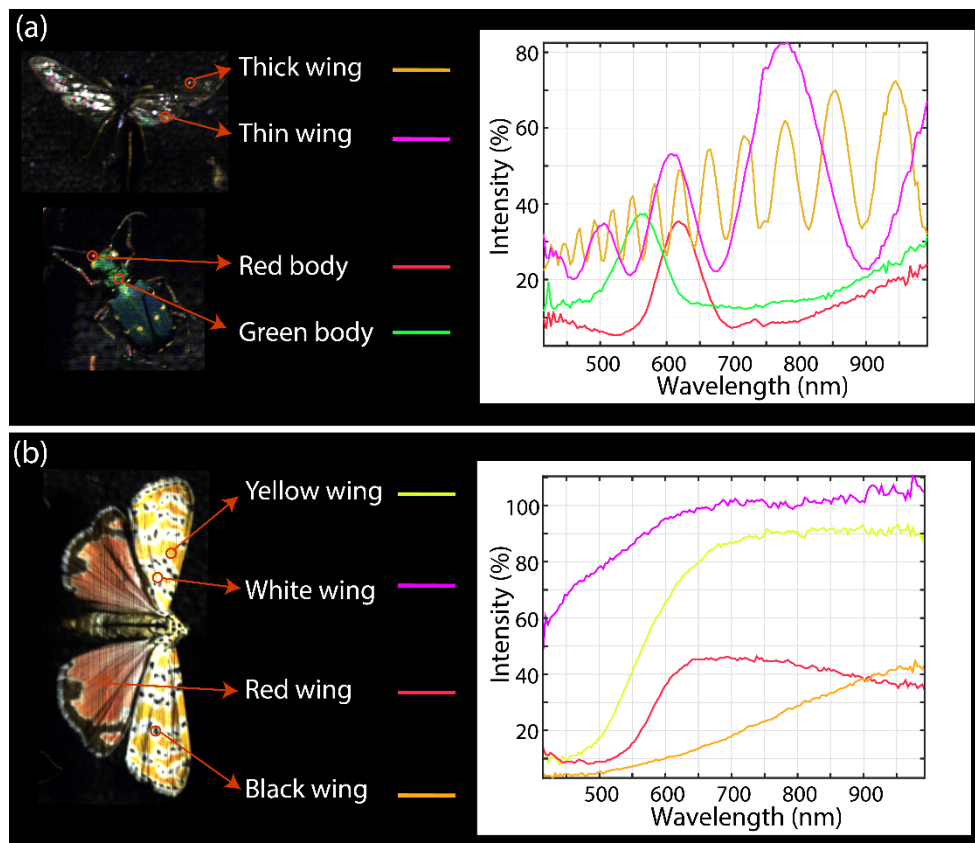 (a)
Thick wing
Thin wing
Red body
Green body
80
60
40
20
Intensity (%)
500 600 700 800 900
Wavelength (nm)
(b)
Yellow wing
White wing
Red wing
Black wing
100
80
60
40
20
Intensity (%)
500 600 700 800 900
Wavelength (nm)